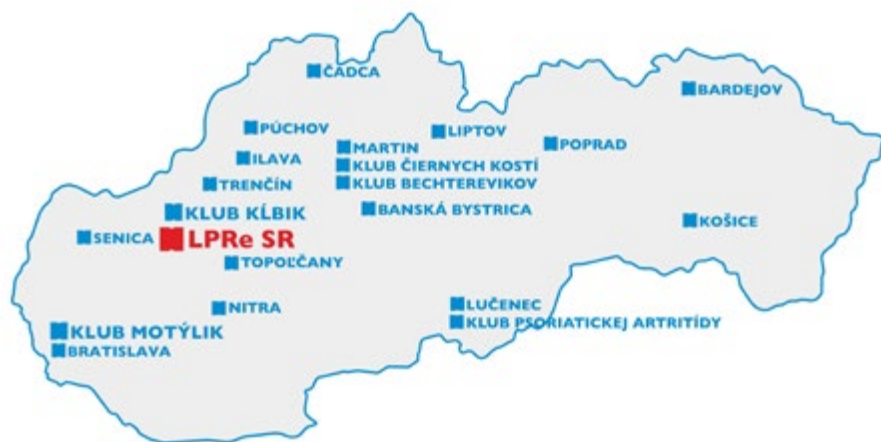 ČADCA
BARDEJOV
PÚCHOV
LIPTOV
MARTIN
POPRAD
ILAVA
KLUB ČIERNYCH KOSTÍ
TRENČÍN
KLUB BECHTEREVIKOV
KLUB KĹBIK
BANSKÁ BYSTRICA
KOŠICE
SENICA
LPRe SR
TOPOĽČANY
NITRA
LUČENEC
KLUB PSORIATICKEJ ARTRITÍDY
KLUB MOTÝLIK
BRATISLAVA